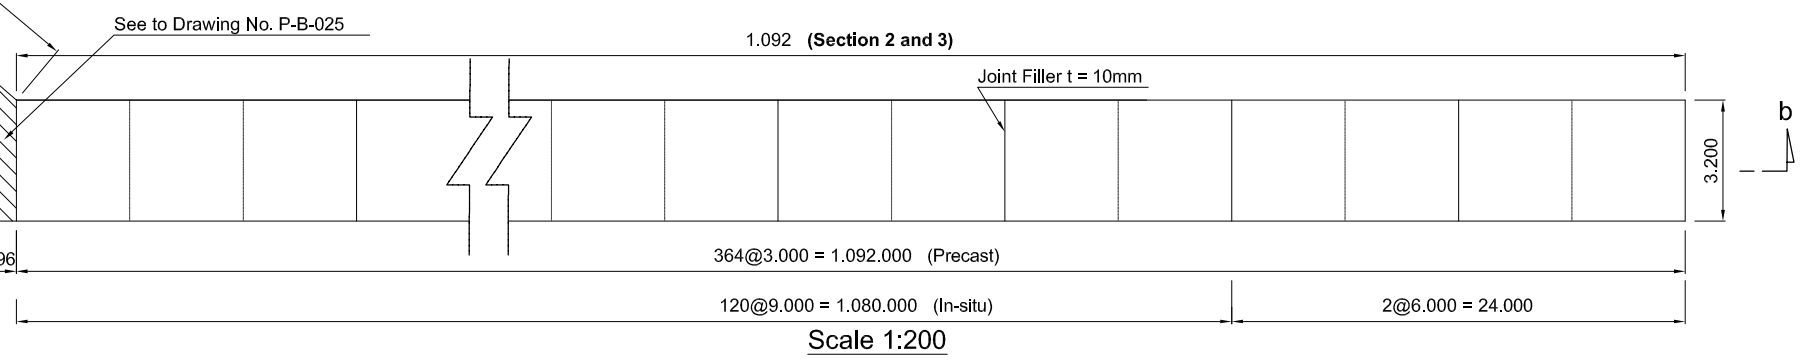 See to Drawing No. P-B-025
1.092 (Section 2 and 3)
Joint Filler t = 10mm
b
3.200
96
364@3.000 = 1.092.000 (Precast)
120@9.000 = 1.080.000 (In-situ)
2@6.000 = 24.000
Scale 1:200